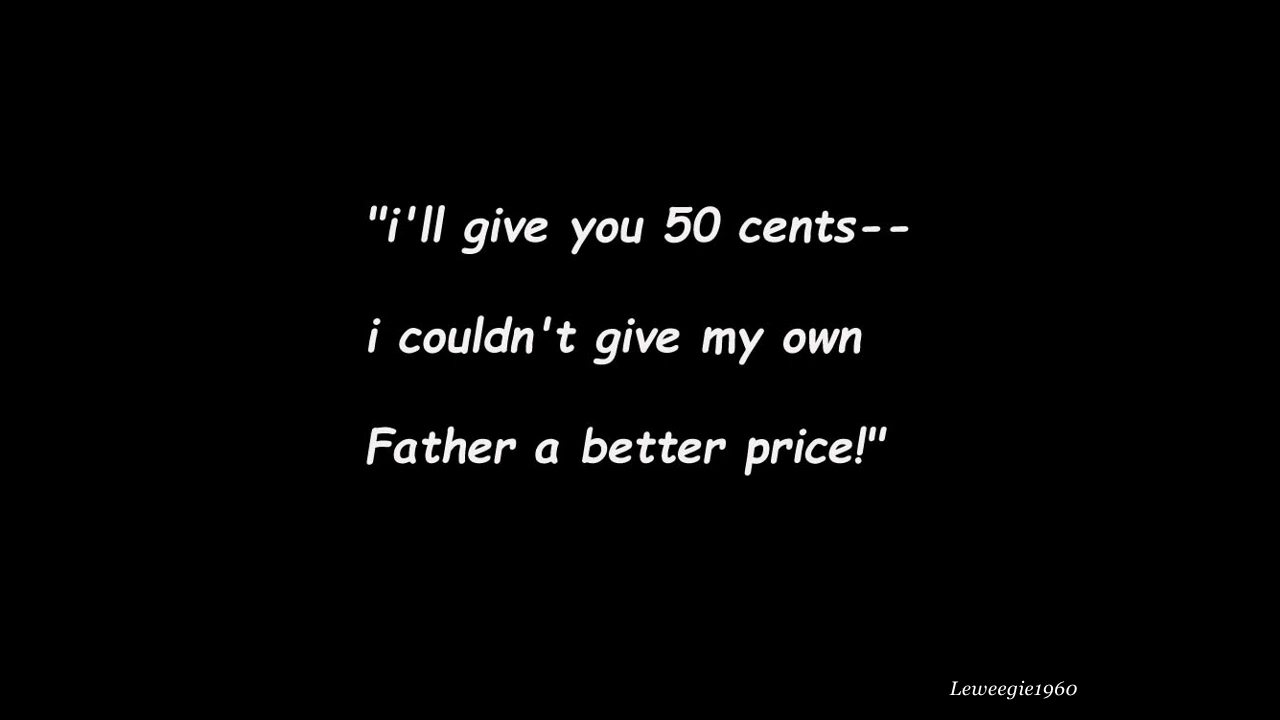 "i'll give you 50 cents--
i couldn't give my own
Father a better price!"
Leweegie1960